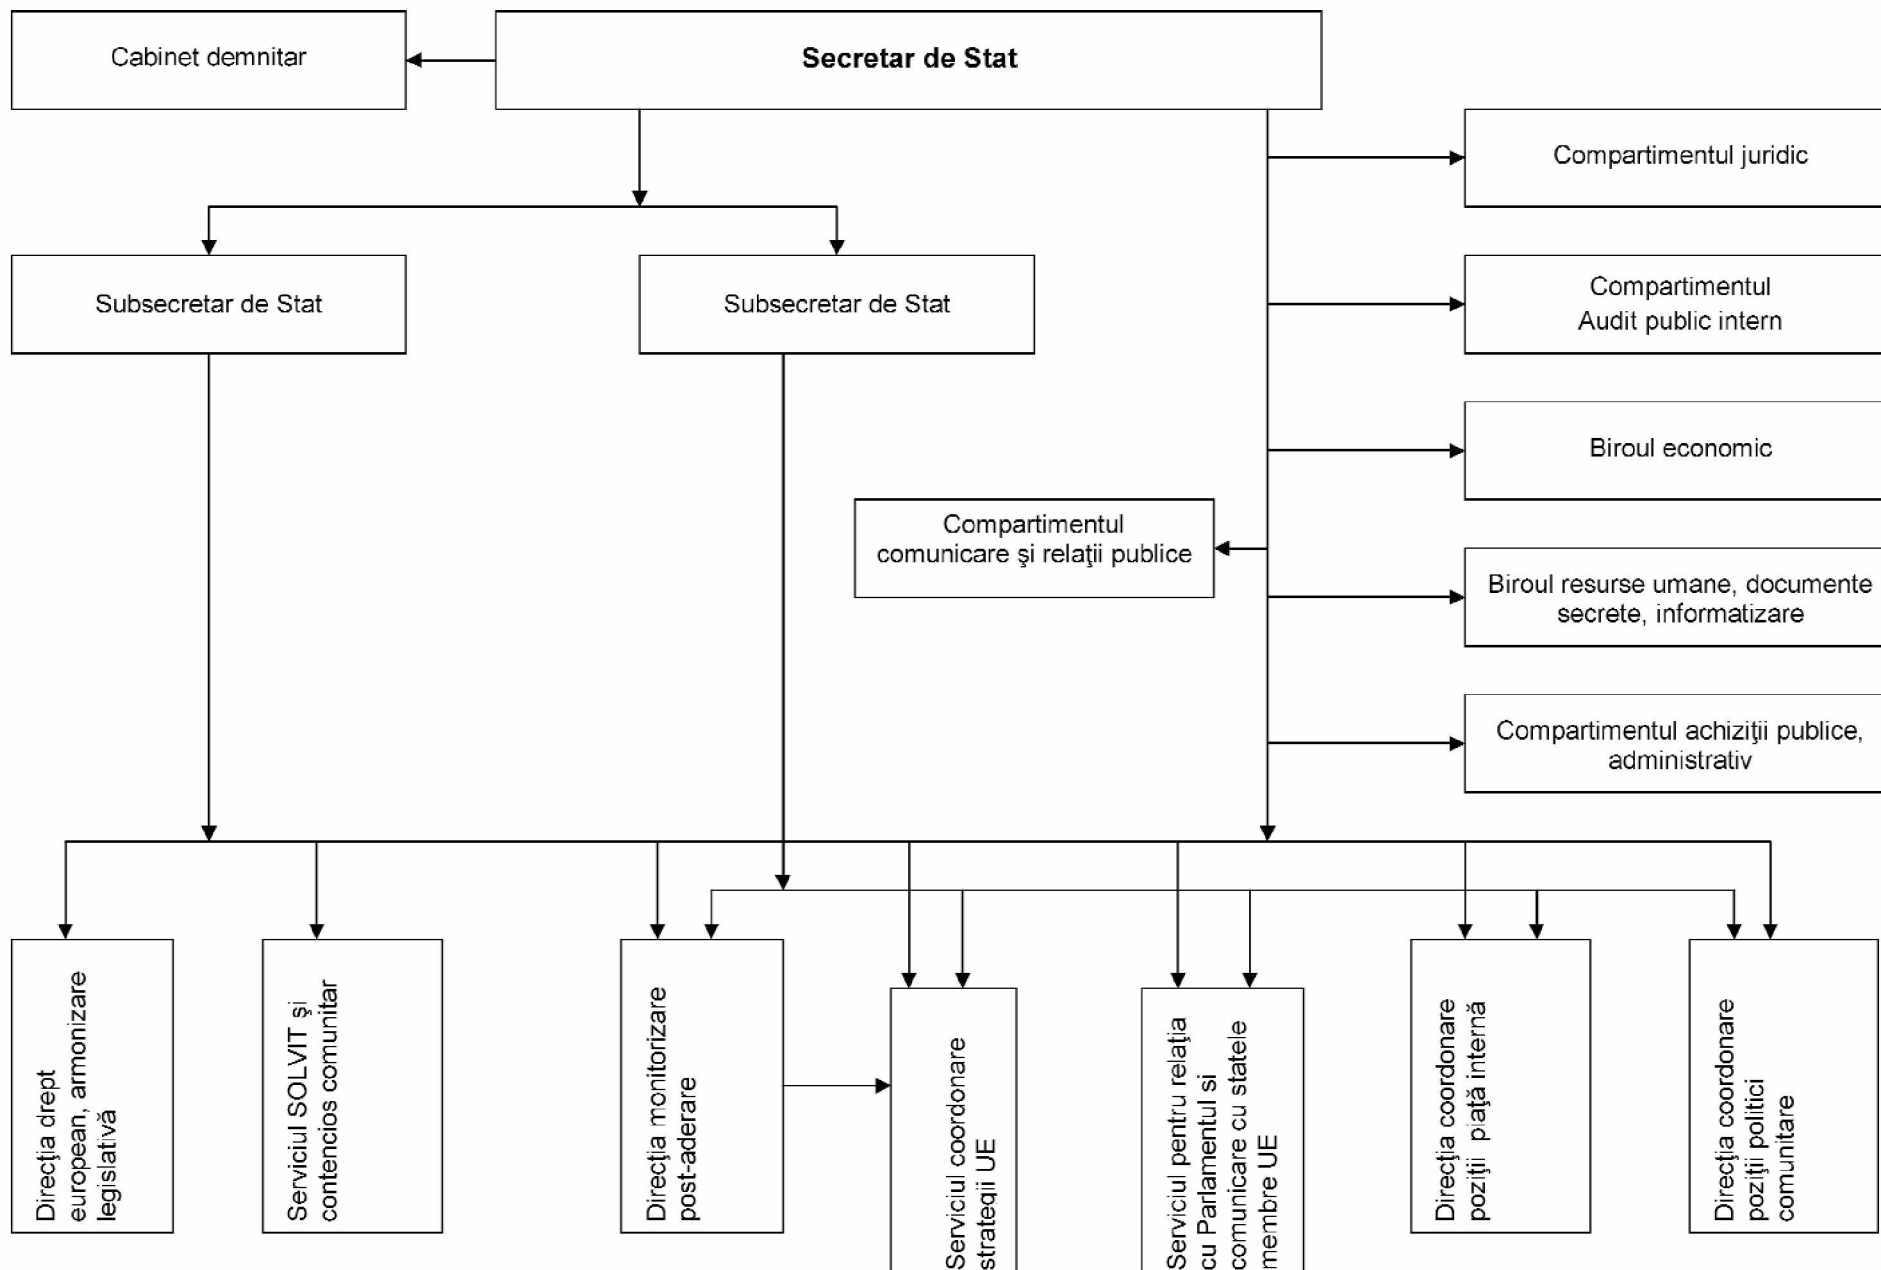 Cabinet demnitar
Secretar de Stat
Compartimentul juridic
Subsecretar de Stat
Subsecretar de Stat
Compartimentul
Audit public intern
Biroul economic
Compartimentul
comunicare şi relaţii publice
Biroul resurse umane, documente
secrete, informatizare
Compartimentul achiziţii publice,
administrativ
Direcţia drept
european, armonizare
legislativă
Serviciul SOLVIT şi
contencios comunitar
Direcţia monitorizare
post-aderare
Serviciul coordonare
strategii UE
Serviciul pentru relaţia
cu Parlamentul si
comunicare cu statele
membre UE
Direcţia coordonare
poziţii piaţă internă
Direcţia coordonare
poziţii politici
comunitare